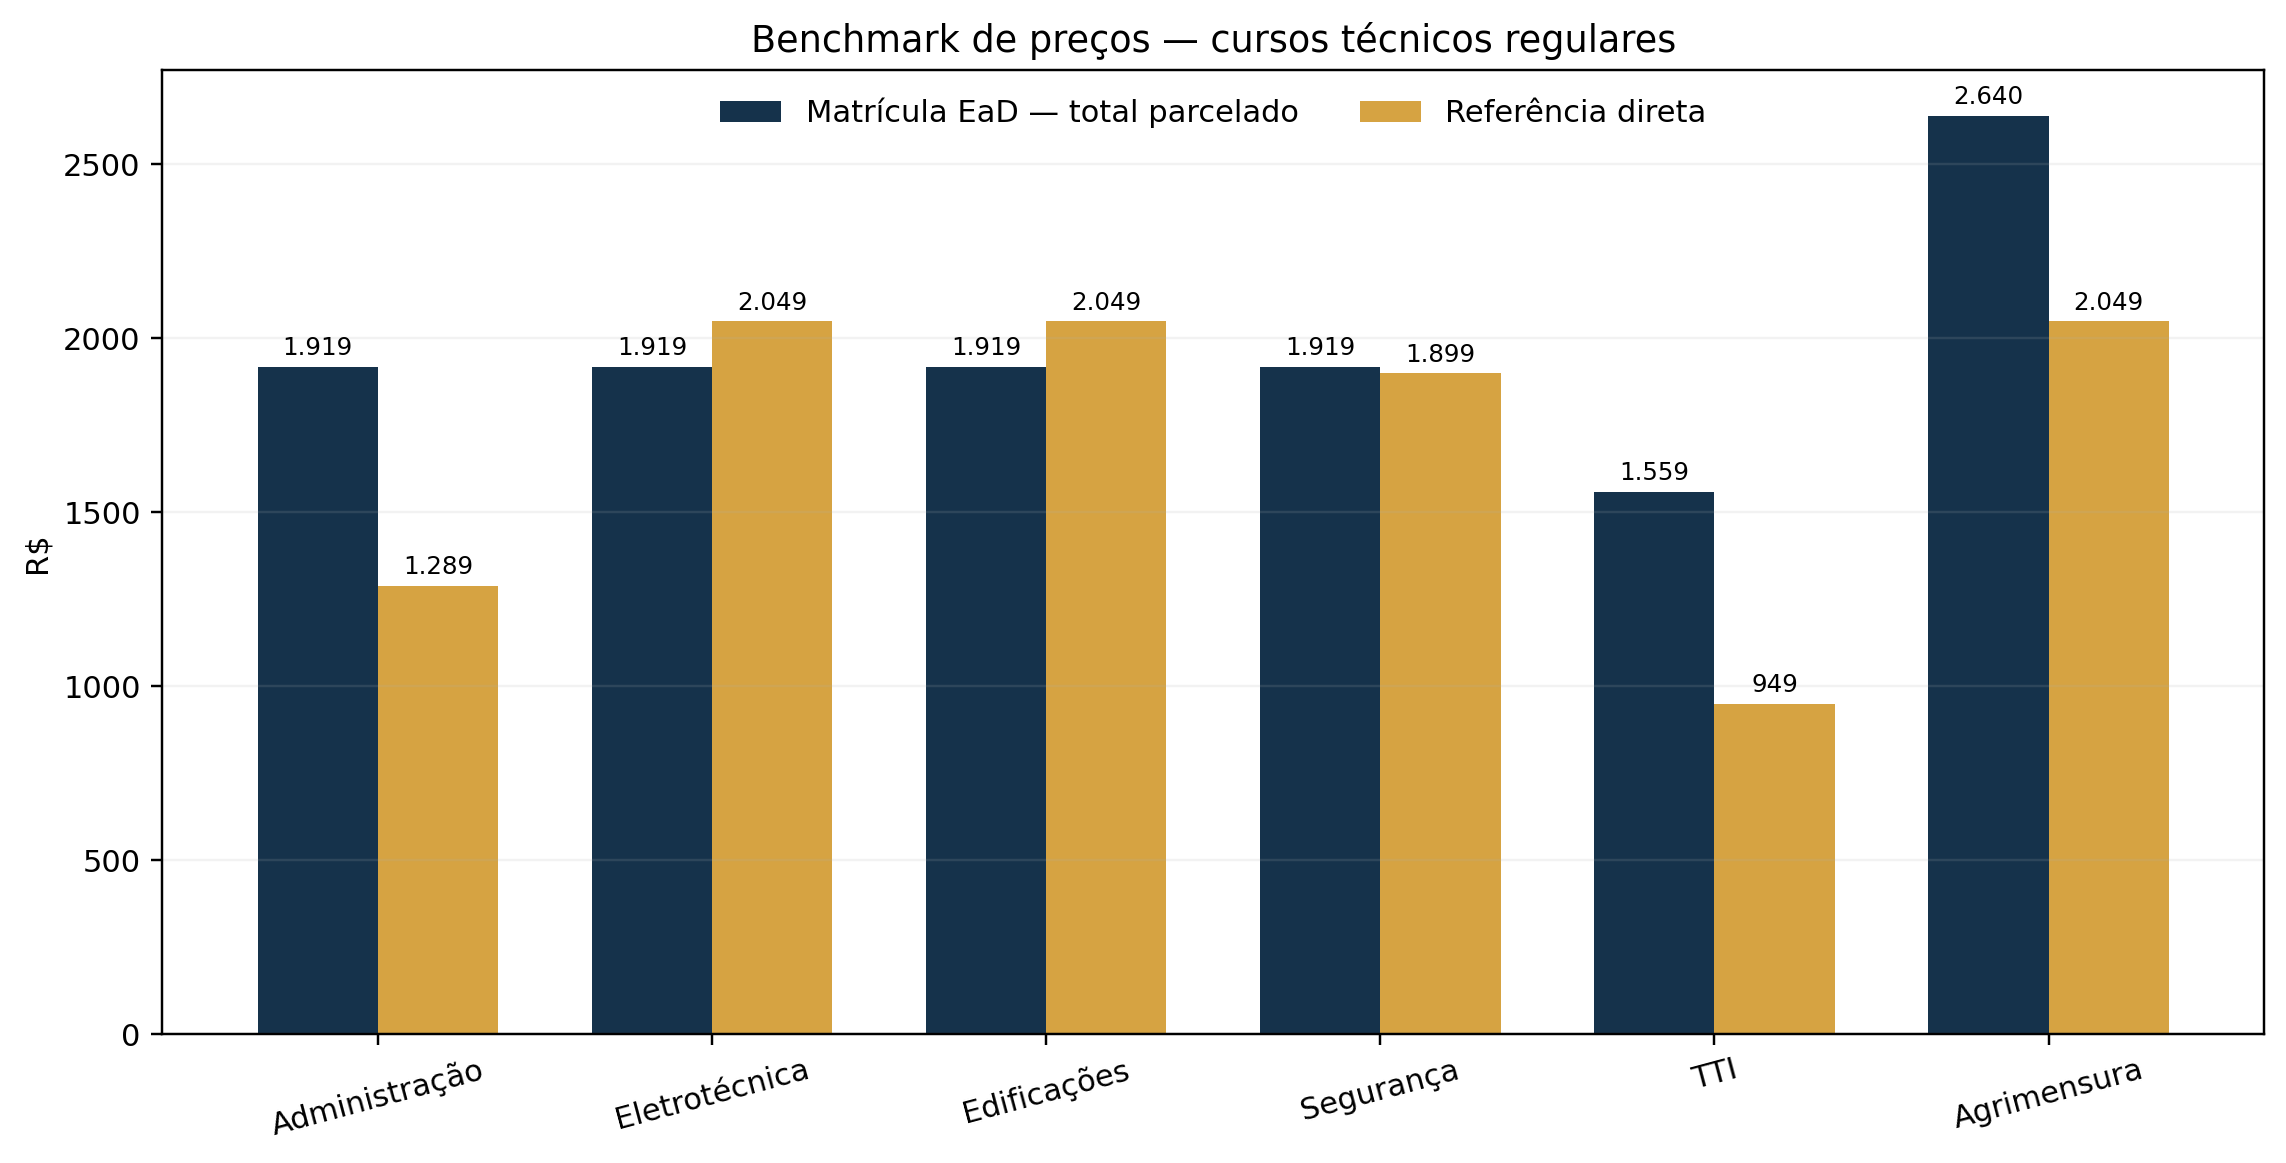 Benchmark de preços — cursos técnicos regulares
Matrícula EaD — total parcelado
Referência direta
R$
2500
2000
1500
1000
500
0
1.919
1.289
1.919
2.049
1.919
2.049
1.919
1.899
1.559
949
2.640
2.049
Administração
Eletrotécnica
Edificações
Segurança
TTI
Agrimensura